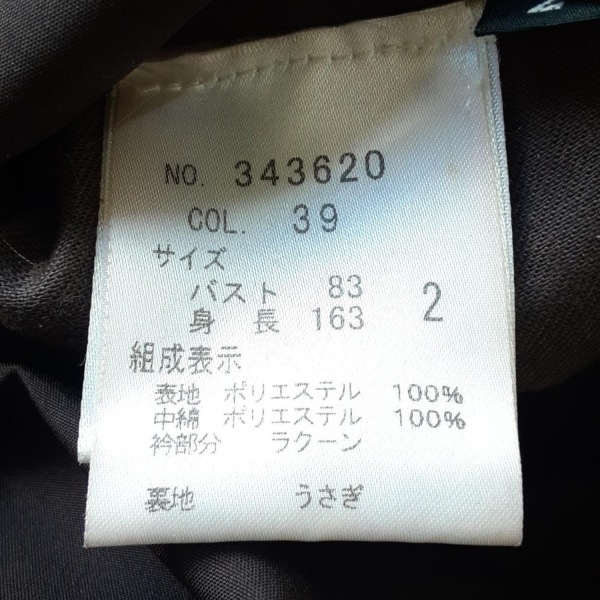 NO. 343620
COL. 39
サイズ
バスト 83
身長 163 2
組成表示
表地 ポリエステル 100%
中綿 ポリエステル 100%
衿部分 ラクーン
裏地 うさぎ